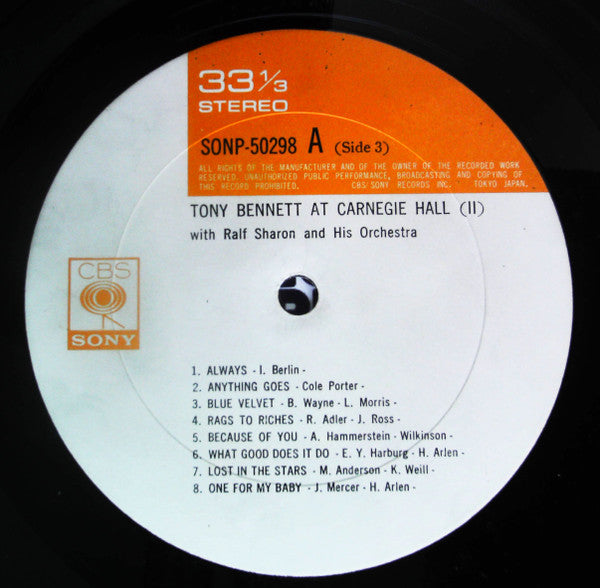 33 1/3
STEREO
SONP-50298 A (Side 3)
ALL RIGHTS OF THE MANUFACTURER AND OF THE OWNER OF THE RECORDED WORK
RESERVED. UNAUTHORIZED PUBLIC PERFORMANCE, BROADCASTING AND COPYING OF
THIS RECORD PROHIBITED. CBS/SONY RECORDS INC. TOKYO JAPAN.
TONY BENNETT AT CARNEGIE HALL (II)
with Ralf Sharon and His Orchestra
CBS
SONY
1. ALWAYS - I. Berlin -
2. ANYTHING GOES - Cole Porter -
3. BLUE VELVET - B. Wayne - L. Morris -
4. RAGS TO RICHES - R. Adler - J. Ross -
5. BECAUSE OF YOU - A. Hammerstein - Wilkinson -
6. WHAT GOOD DOES IT DO - E. Y. Harburg - H. Arlen -
7. LOST IN THE STARS - M. Anderson - K. Weill -
8. ONE FOR MY BABY - J. Mercer - H. Arlen -